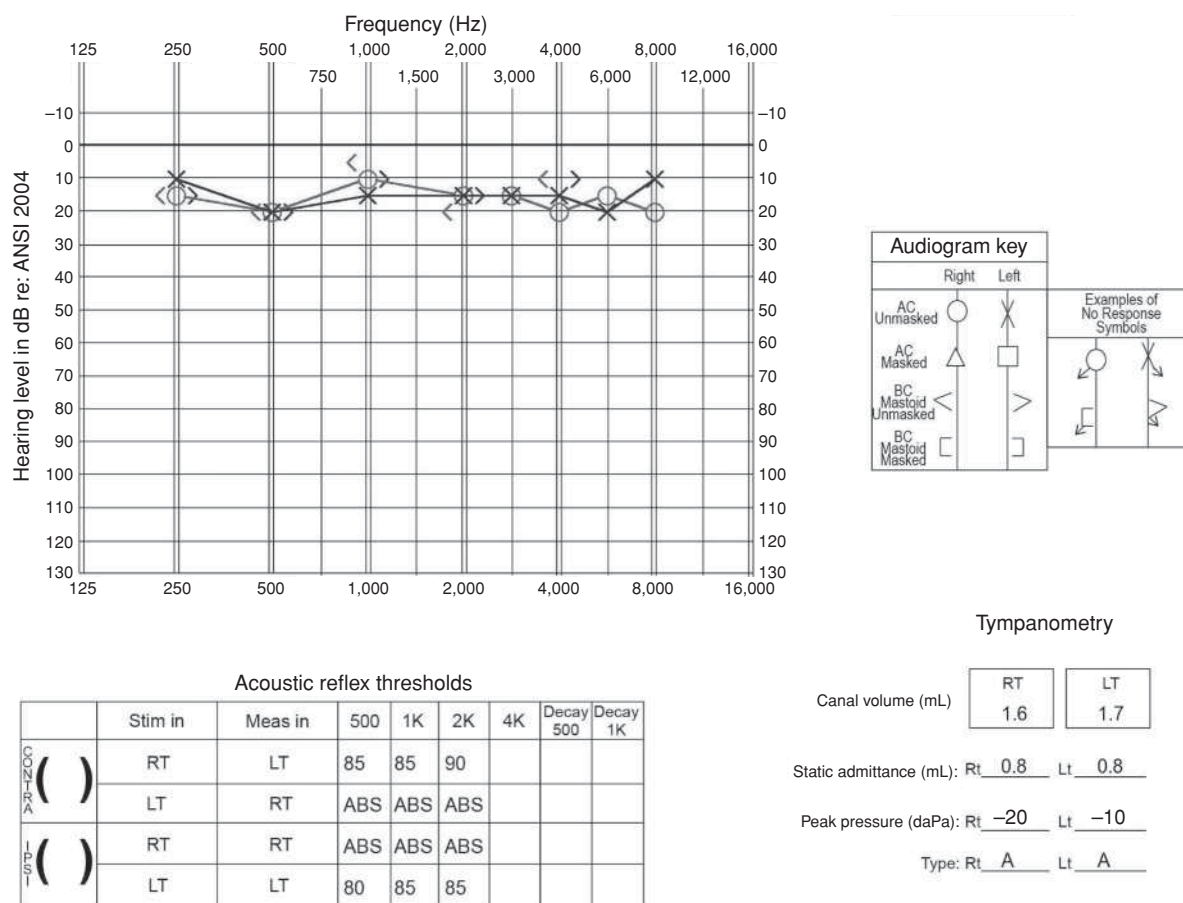 Frequency (Hz)
125 250 500 1,000 2,000 4,000 8,000 16,000
750 1,500 3,000 6,000 12,000
Hearing level in dB re: ANSI 2004
–10 –10
0 0
10 10
20 20
30 30
40 40
50 50
60 60
70 70
80 80
90 90
100 100
110 110
120 120
130 130
125 250 500 1,000 2,000 4,000 8,000 16,000
Audiogram key
Right Left
AC
Unmasked
AC
Masked
BC
Mastoid
Unmasked
BC
Mastoid
Masked
Examples of
No Response
Symbols
Acoustic reflex thresholds
Stim in Meas in 500 1K 2K 4K Decay 500 Decay 1K
CONTRA ( )
RT LT 85 85 90
LT RT ABS ABS ABS
IPSI ( )
RT RT ABS ABS ABS
LT LT 80 85 85
Tympanometry
Canal volume (mL)
RT LT
1.6 1.7
Static admittance (mL): Rt 0.8 Lt 0.8
Peak pressure (daPa): Rt –20 Lt –10
Type: Rt A Lt A